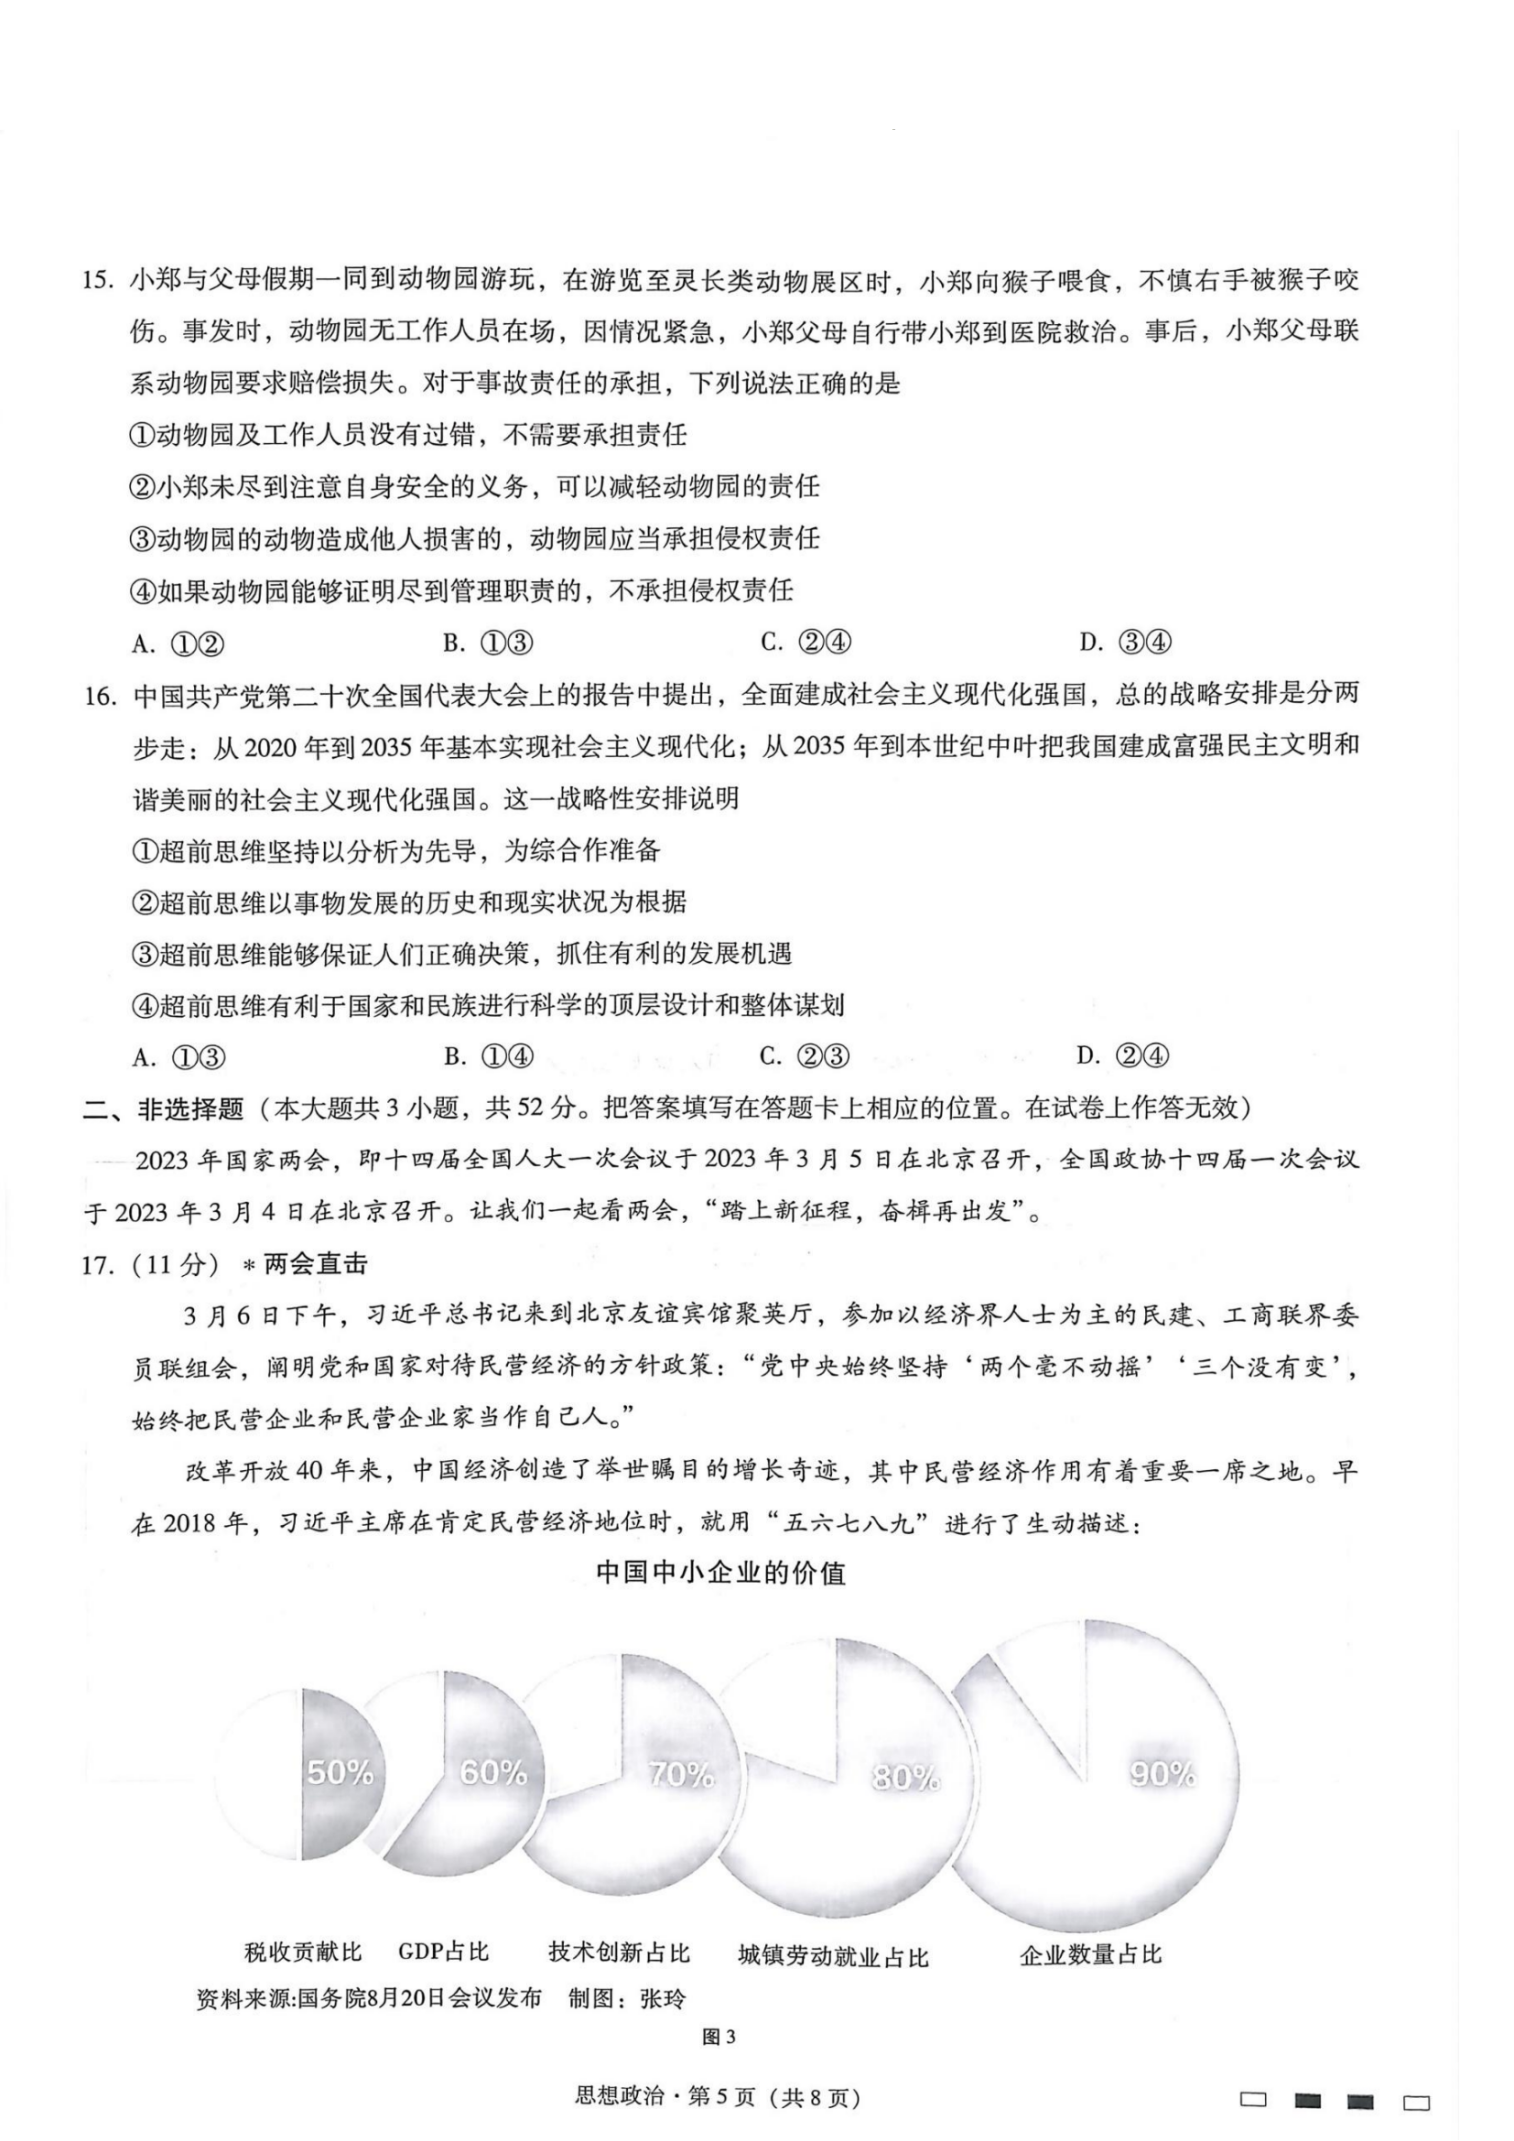 15. 小郑与父母假期一同到动物园游玩，在游览至灵长类动物展区时，小郑向猴子喂食，不慎右手被猴子咬
伤。事发时，动物园无工作人员在场，因情况紧急，小郑父母自行带小郑到医院救治。事后，小郑父母联
系动物园要求赔偿损失。对于事故责任的承担，下列说法正确的是
①动物园及工作人员没有过错，不需要承担责任
②小郑未尽到注意自身安全的义务，可以减轻动物园的责任
③动物园的动物造成他人损害的，动物园应当承担侵权责任
④如果动物园能够证明尽到管理职责的，不承担侵权责任
A. ①② B. ①③ C. ②④ D. ③④
16. 中国共产党第二十次全国代表大会上的报告中提出，全面建成社会主义现代化强国，总的战略安排是分两
步走：从 2020 年到 2035 年基本实现社会主义现代化；从 2035 年到本世纪中叶把我国建成富强民主文明和
谐美丽的社会主义现代化强国。这一战略性安排说明
①超前思维坚持以分析为先导，为综合作准备
②超前思维以事物发展的历史和现实状况为根据
③超前思维能够保证人们正确决策，抓住有利的发展机遇
④超前思维有利于国家和民族进行科学的顶层设计和整体谋划
A. ①③ B. ①④ C. ②③ D. ②④
二、非选择题（本大题共 3 小题，共 52 分。把答案填写在答题卡上相应的位置。在试卷上作答无效）
2023 年国家两会，即十四届全国人大一次会议于 2023 年 3 月 5 日在北京召开，全国政协十四届一次会议
于 2023 年 3 月 4 日在北京召开。让我们一起看两会，“踏上新征程，奋楫再出发”。
17.（11 分）＊两会直击
3 月 6 日下午，习近平总书记来到北京友谊宾馆聚英厅，参加以经济界人士为主的民建、工商联界委
员联组会，阐明党和国家对待民营经济的方针政策：“党中央始终坚持‘两个毫不动摇’‘三个没有变’，
始终把民营企业和民营企业家当作自己人。”
改革开放 40 年来，中国经济创造了举世瞩目的增长奇迹，其中民营经济作用有着重要一席之地。早
在 2018 年，习近平主席在肯定民营经济地位时，就用“五六七八九”进行了生动描述：
中国中小企业的价值
50% 60% 70% 80% 90%
税收贡献比 GDP占比 技术创新占比 城镇劳动就业占比 企业数量占比
资料来源:国务院8月20日会议发布 制图：张玲
图 3
思想政治·第 5 页（共 8 页）